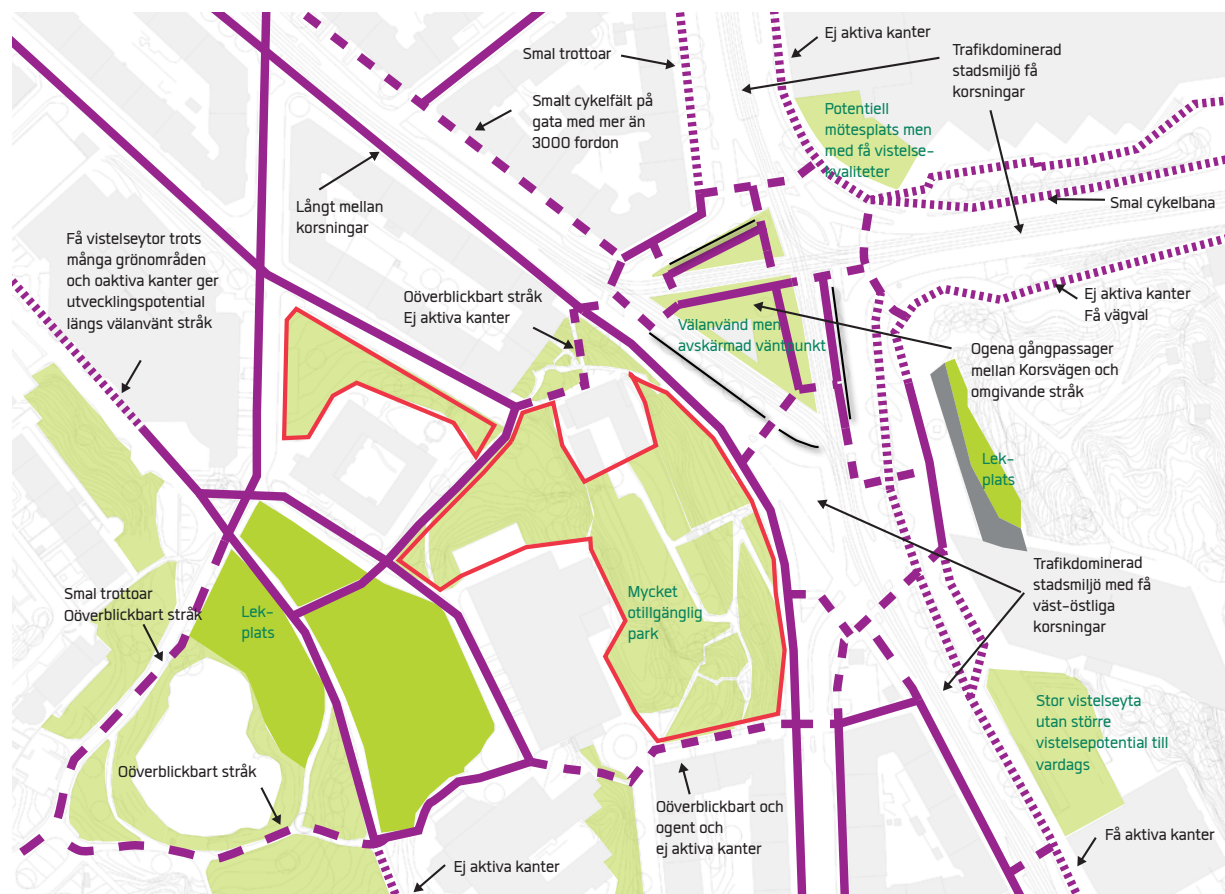 Ej aktiva kanter
Smal trottoar
Trafikdominerad
stadsmiljö få
korsningar
Smalt cykelfält på
gata med mer än
3000 fordon
Potentiell
mötesplats men
med få vistelse-
kvaliteter
Långt mellan
korsningar
Smal cykelbana
Få vistelseytor trots
många grönområden
och oaktiva kanter ger
utvecklingspotential
längs välanvänt stråk
Oöverblickbart stråk
Ej aktiva kanter
Ej aktiva kanter
Få vägval
Välanvänd men
avskärmad väntpunkt
Ogena gångpassager
mellan Korsvägen och
omgivande stråk
Lek-
plats
Trafikdominerad
stadsmiljö med få
väst-östliga
korsningar
Smal trottoar
Oöverblickbart stråk
Lek-
plats
Mycket
otillgänglig
park
Stor vistelseyta
utan större
vistelsepotential till
vardags
Oöverblickbart stråk
Oöverblickbart och
ogent och
ej aktiva kanter
Få aktiva kanter
Ej aktiva kanter